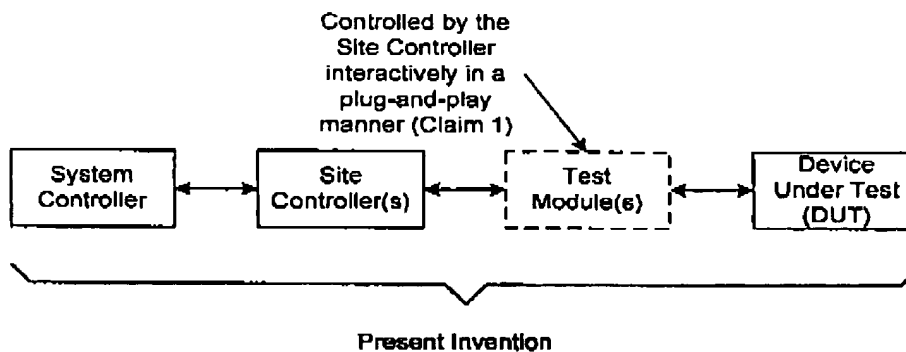 Controlled by the
Site Controller
interactively in a
plug-and-play
manner (Claim 1)
System
Controller
Site
Controller(s)
Test
Module(s)
Device
Under Test
(DUT)
Present Invention